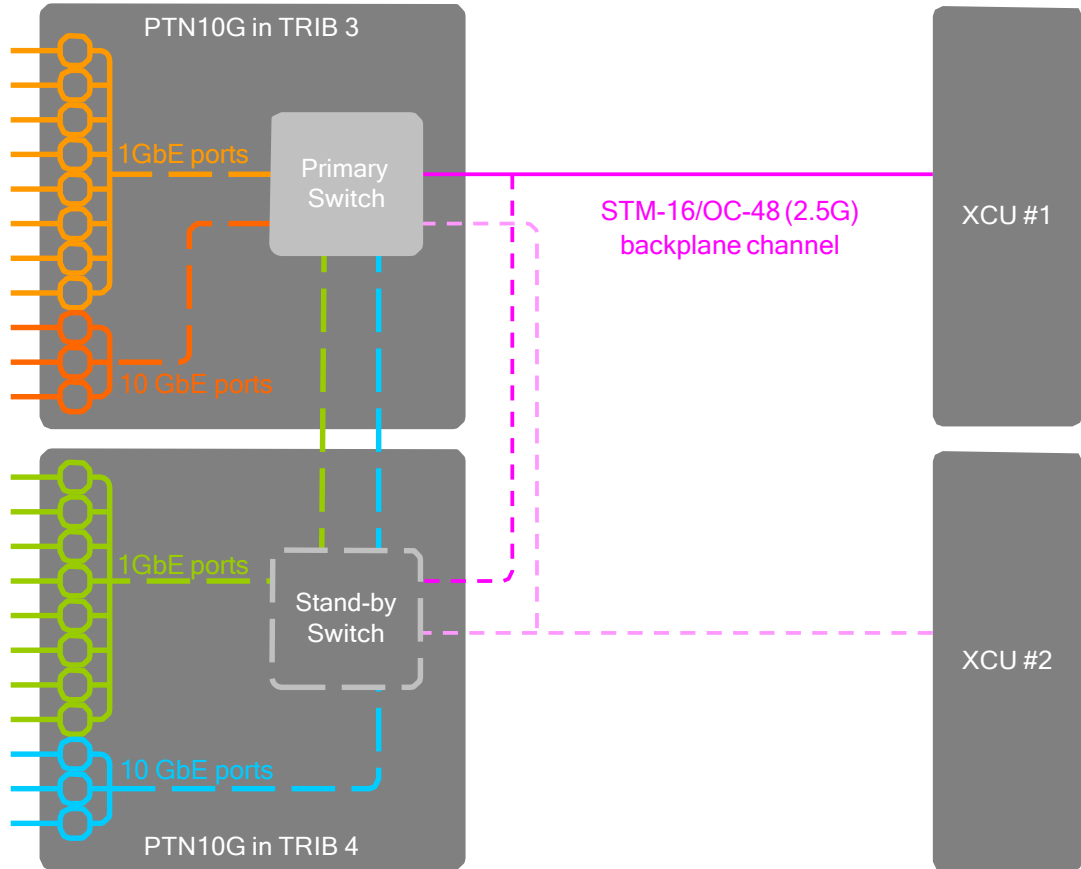 PTN10G in TRIB 3
1GbE ports
Primary
Switch
STM-16/OC-48 (2.5G)
backplane channel
XCU #1
10 GbE ports
1GbE ports
Stand-by
Switch
XCU #2
10 GbE ports
PTN10G in TRIB 4